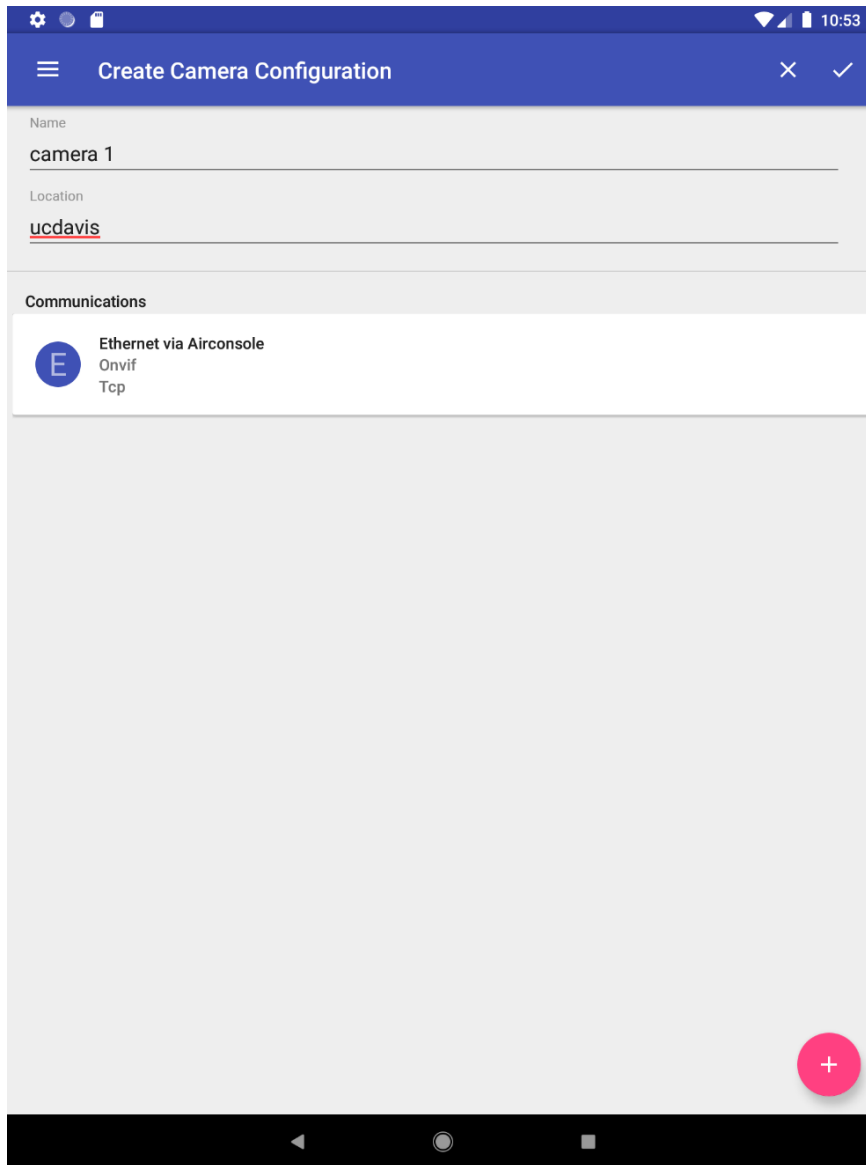 10:53
Create Camera Configuration
Name
camera 1
Location
ucdavis
Communications
E
Ethernet via Airconsole
Onvif
Tcp